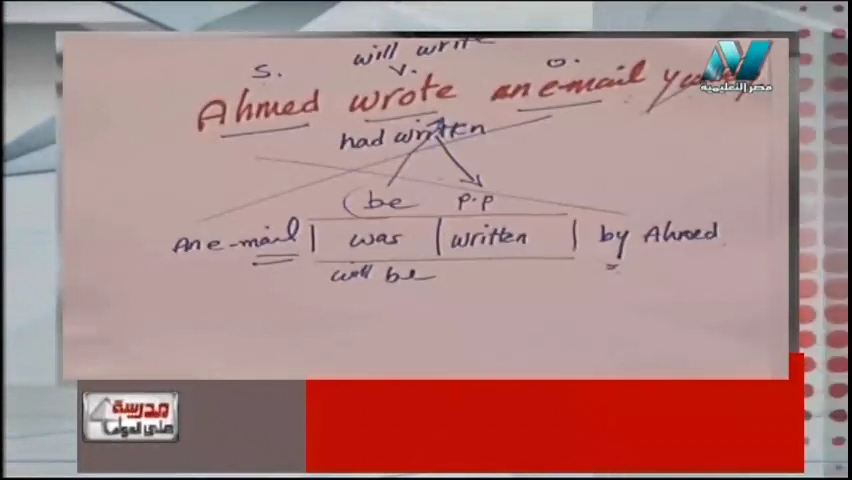 will write
S. V. O.
Ahmed wrote an e-mail
had written
be P.P
An e-mail | was | written | by Ahmed
will be
مصر التعليمية
مدرسة
على الهواء